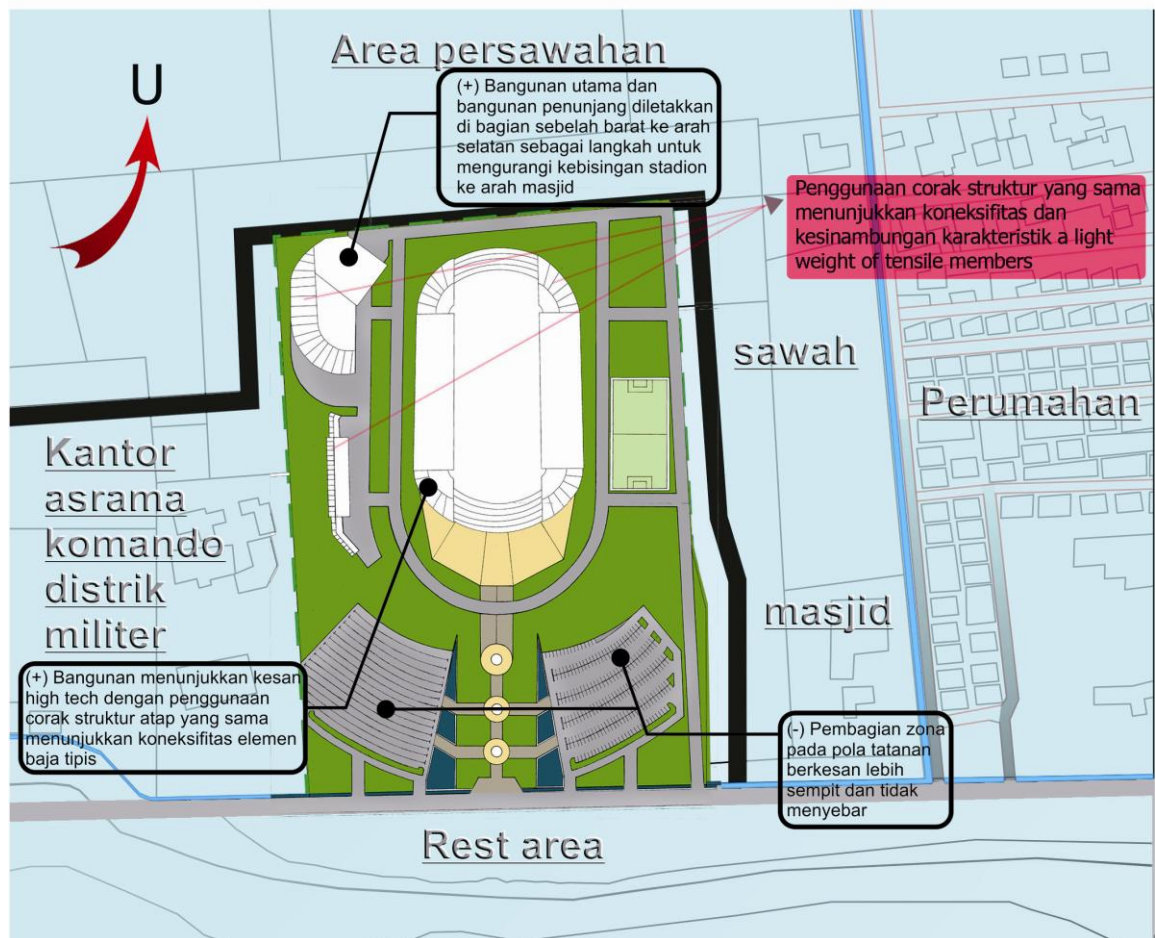 Area persawahan
U
(+) Bangunan utama dan
bangunan penunjang diletakkan
di bagian sebelah barat ke arah
selatan sebagai langkah untuk
mengurangi kebisingan stadion
ke arah masjid
Penggunaan corak struktur yang sama
menunjukkan koneksifitas dan
kesinambungan karakteristik a light
weight of tensile members
sawah
Perumahan
Kantor
asrama
komando
distrik
militer
masjid
(+) Bangunan menunjukkan kesan
high tech dengan penggunaan
corak struktur atap yang sama
menunjukkan koneksifitas elemen
baja tipis
(-) Pembagian zona
pada pola tatanan
berkesan lebih
sempit dan tidak
menyebar
Rest area